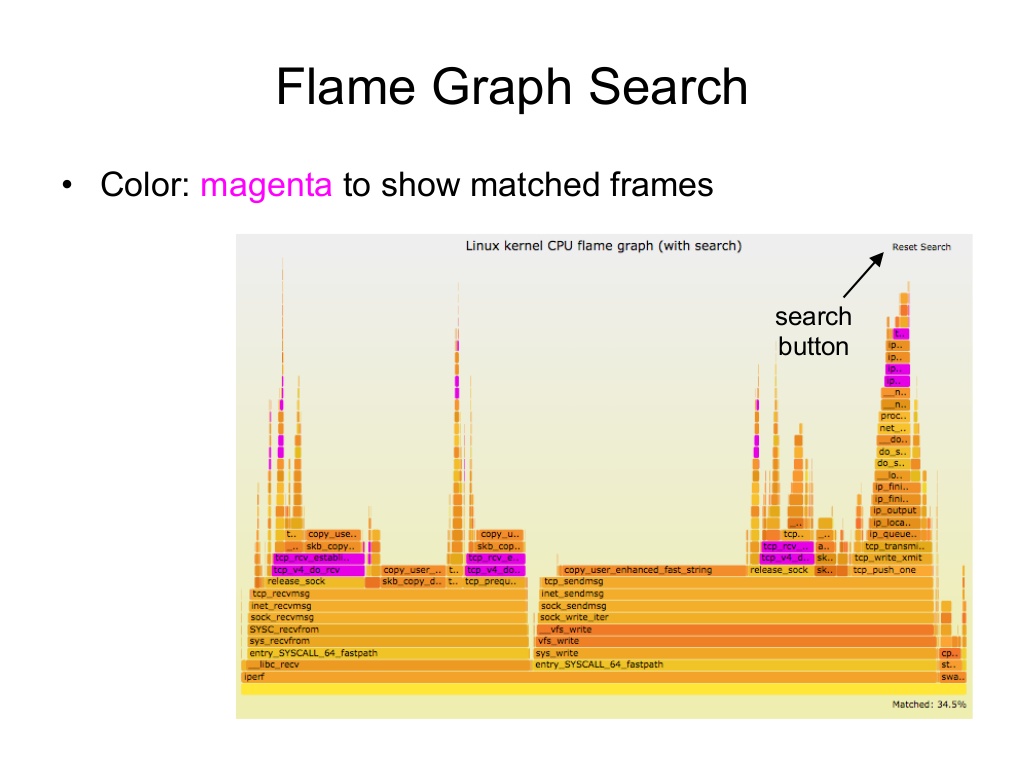 Flame Graph Search
• Color: magenta to show matched frames
Linux kernel CPU flame graph (with search)
Reset Search
search
button
t..
ip..
ip..
ip..
ip..
__n..
__n..
proc..
net_..
__do..
do_s..
do_s..
__lo..
ip_fini..
ip_fini..
ip_output
_.. ip_loca..
t.. copy_use.. copy_u.. tcp.. _.. ip_queue..
_.. skb_copy.. skb_cop.. tcp_rcv_.. a.. tcp_transmi..
tcp_rcv_establi.. tcp_rcv_e.. tcp_v4_d.. sk.. tcp_write_xmit
tcp_v4_do_rcv copy_user_.. t.. tcp_v4_do.. copy_user_enhanced_fast_string release_sock sk.. tcp_push_one
release_sock skb_copy_d.. t.. tcp_prequ.. tcp_sendmsg
tcp_recvmsg inet_sendmsg
inet_recvmsg sock_sendmsg
sock_recvmsg sock_write_iter
SYSC_recvfrom __vfs_write
sys_recvfrom vfs_write
entry_SYSCALL_64_fastpath sys_write cp..
__libc_recv entry_SYSCALL_64_fastpath st..
iperf swa..
Matched: 34.5%